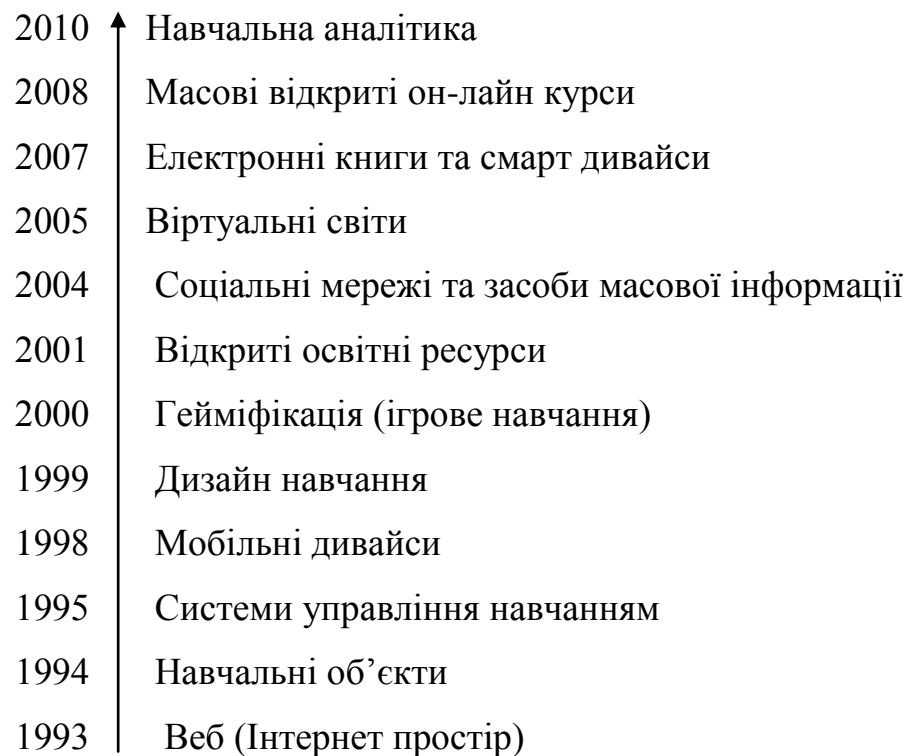 2010 Навчальна аналітика
2008 Масові відкриті он-лайн курси
2007 Електронні книги та смарт дивайси
2005 Віртуальні світи
2004 Соціальні мережі та засоби масової інформації
2001 Відкриті освітні ресурси
2000 Гейміфікація (ігрове навчання)
1999 Дизайн навчання
1998 Мобільні дивайси
1995 Системи управління навчанням
1994 Навчальні об’єкти
1993 Веб (Інтернет простір)